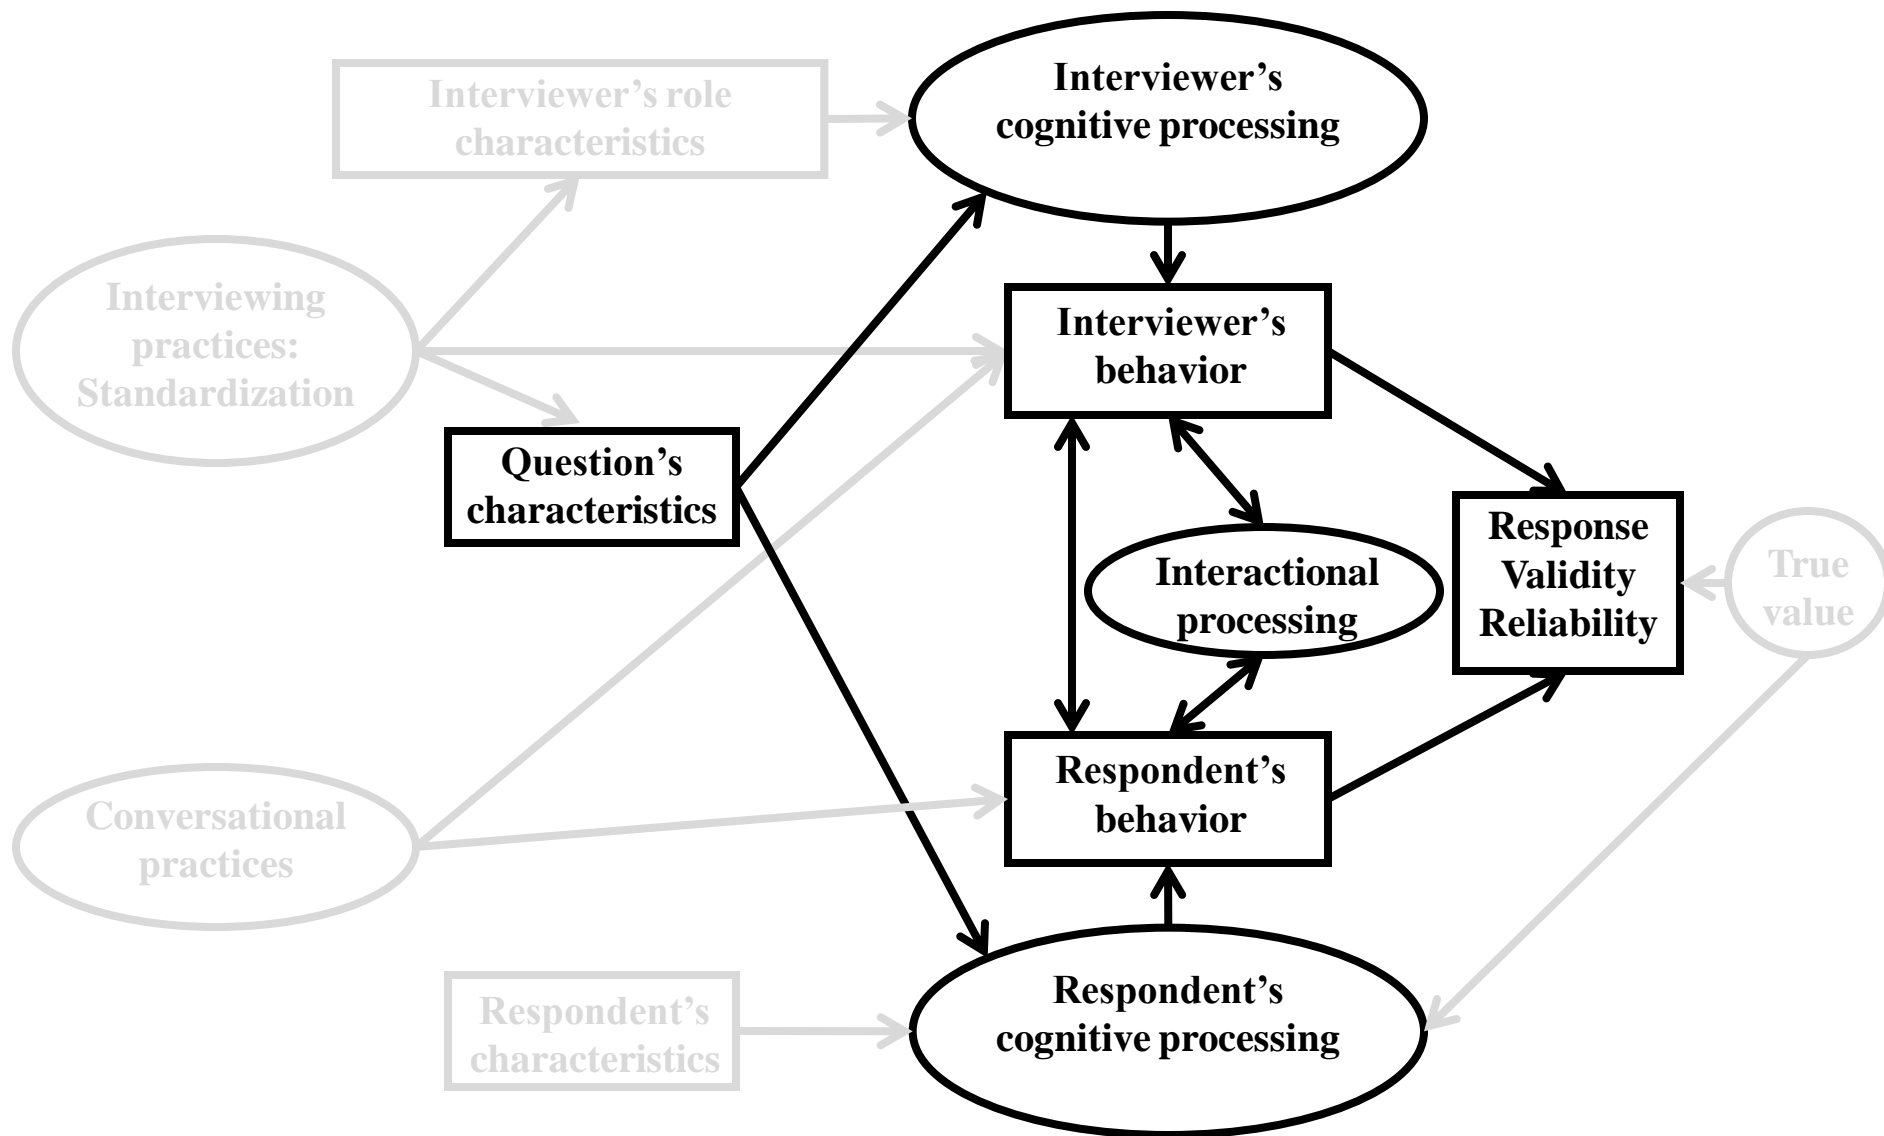 Interviewer’s
cognitive processing
Interviewer’s role
characteristics
Interviewing
practices:
Standardization
Interviewer’s
behavior
Question’s
characteristics
Response
Validity
Reliability
True
value
Interactional
processing
Respondent’s
behavior
Conversational
practices
Respondent’s
characteristics
Respondent’s
cognitive processing